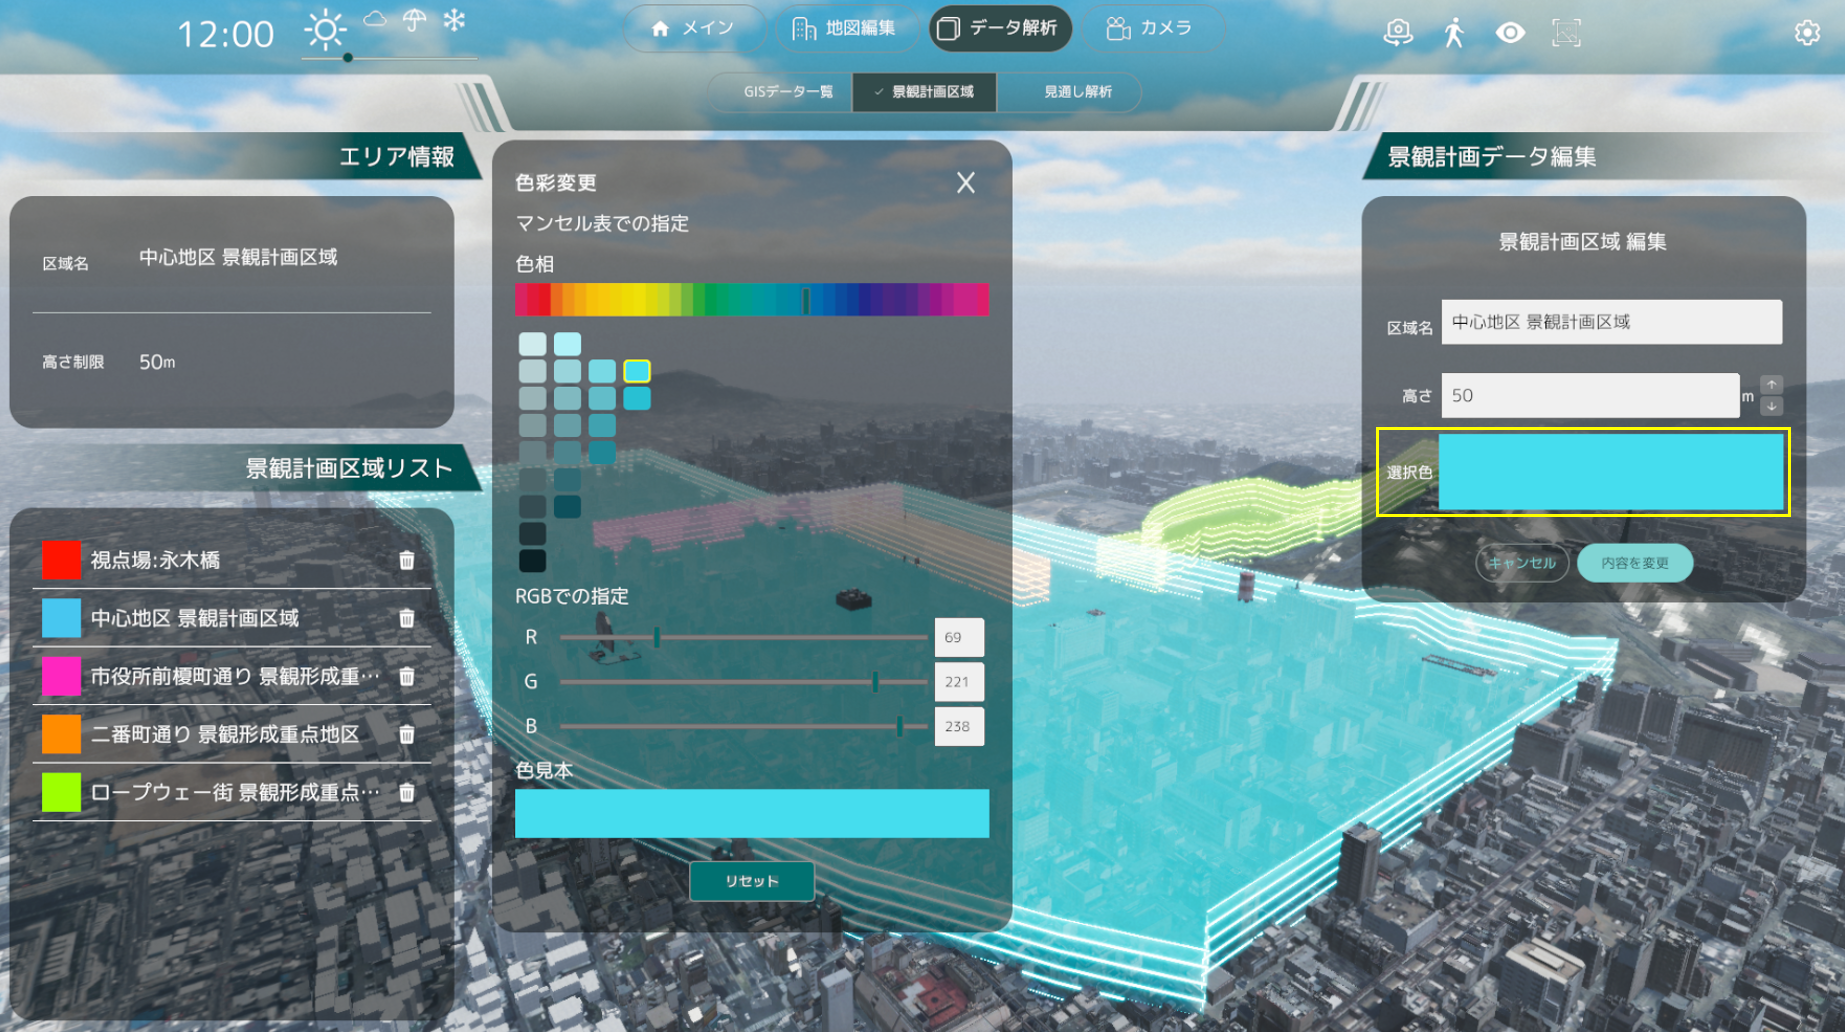 12:00
メイン
地図編集
データ解析
カメラ
GISデータ一覧
✓ 景観計画区域
見通し解析
エリア情報
区域名
中心地区 景観計画区域
高さ制限
50m
景観計画区域リスト
視点場:永木橋
中心地区 景観計画区域
市役所前榎町通り 景観形成重…
二番町通り 景観形成重点地区
ロープウェー街 景観形成重点…
色彩変更
X
マンセル表での指定
色相
RGBでの指定
R
69
G
221
B
238
色見本
リセット
景観計画データ編集
景観計画区域 編集
区域名
中心地区 景観計画区域
高さ
50
m
選択色
キャンセル
内容を変更